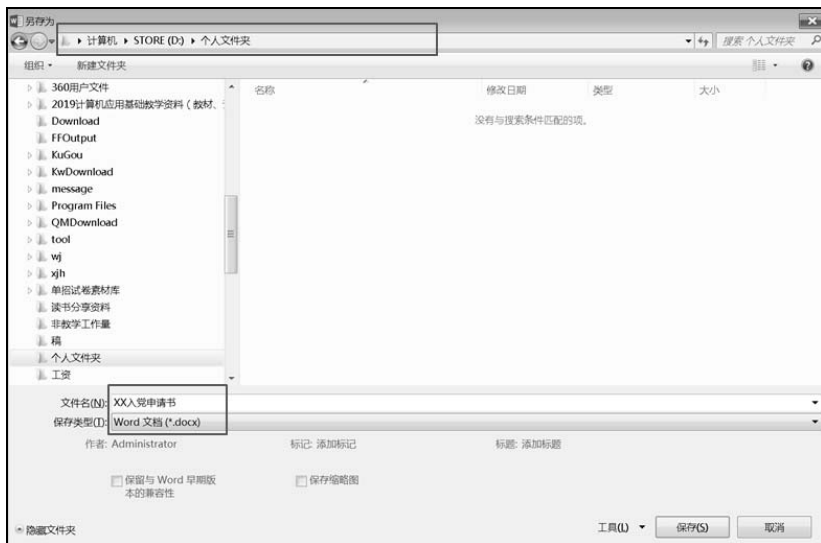 另存为
计算机 ▸ STORE (D:) ▸ 个人文件夹
搜索 个人文件夹
组织
新建文件夹
名称 修改日期 类型 大小
没有与搜索条件匹配的项。
360用户文件
2019计算机应用基础教学资料（教材、
Download
FFOutput
KuGou
KwDownload
message
Program Files
QMDownload
tool
wj
xjh
单招试卷素材库
读书分享资料
非教学工作量
稿
个人文件夹
工资
文件名(N): XX入党申请书
保存类型(T): Word 文档 (*.docx)
作者: Administrator 标记: 添加标记 标题: 添加标题
保留与 Word 早期版 保存缩略图
本的兼容性
隐藏文件夹 工具(L) 保存(S) 取消